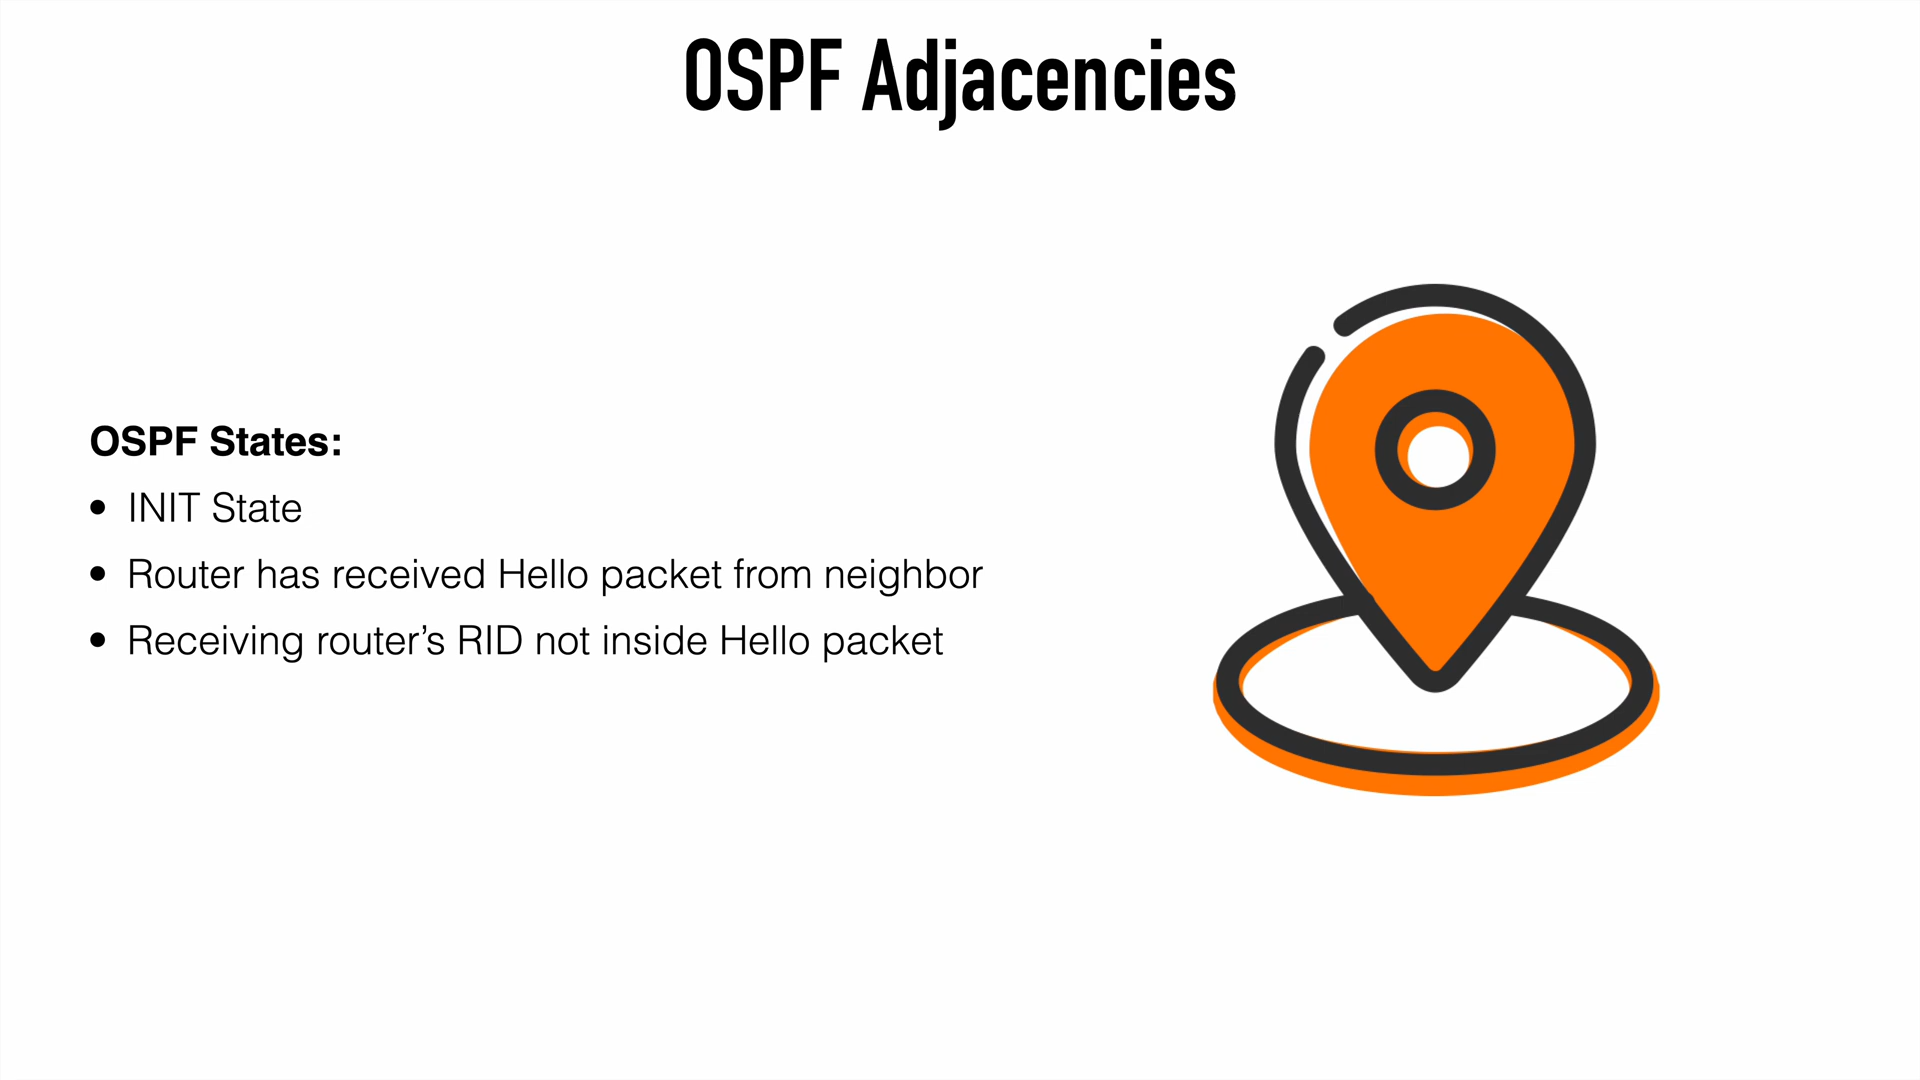 OSPF Adjacencies
OSPF States:
• INIT State
• Router has received Hello packet from neighbor
• Receiving router’s RID not inside Hello packet